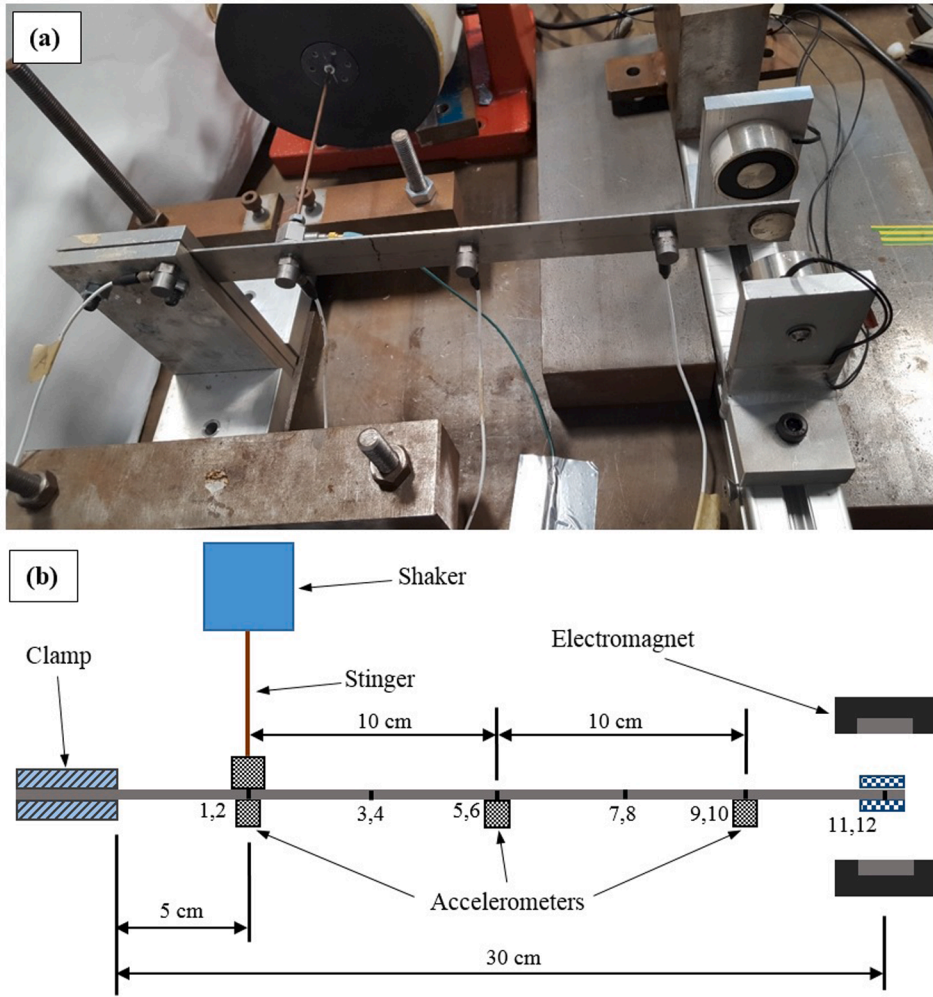 (a)
(b)
Shaker
Electromagnet
Clamp
Stinger
10 cm
10 cm
1,2
3,4
5,6
7,8
9,10
11,12
Accelerometers
5 cm
30 cm